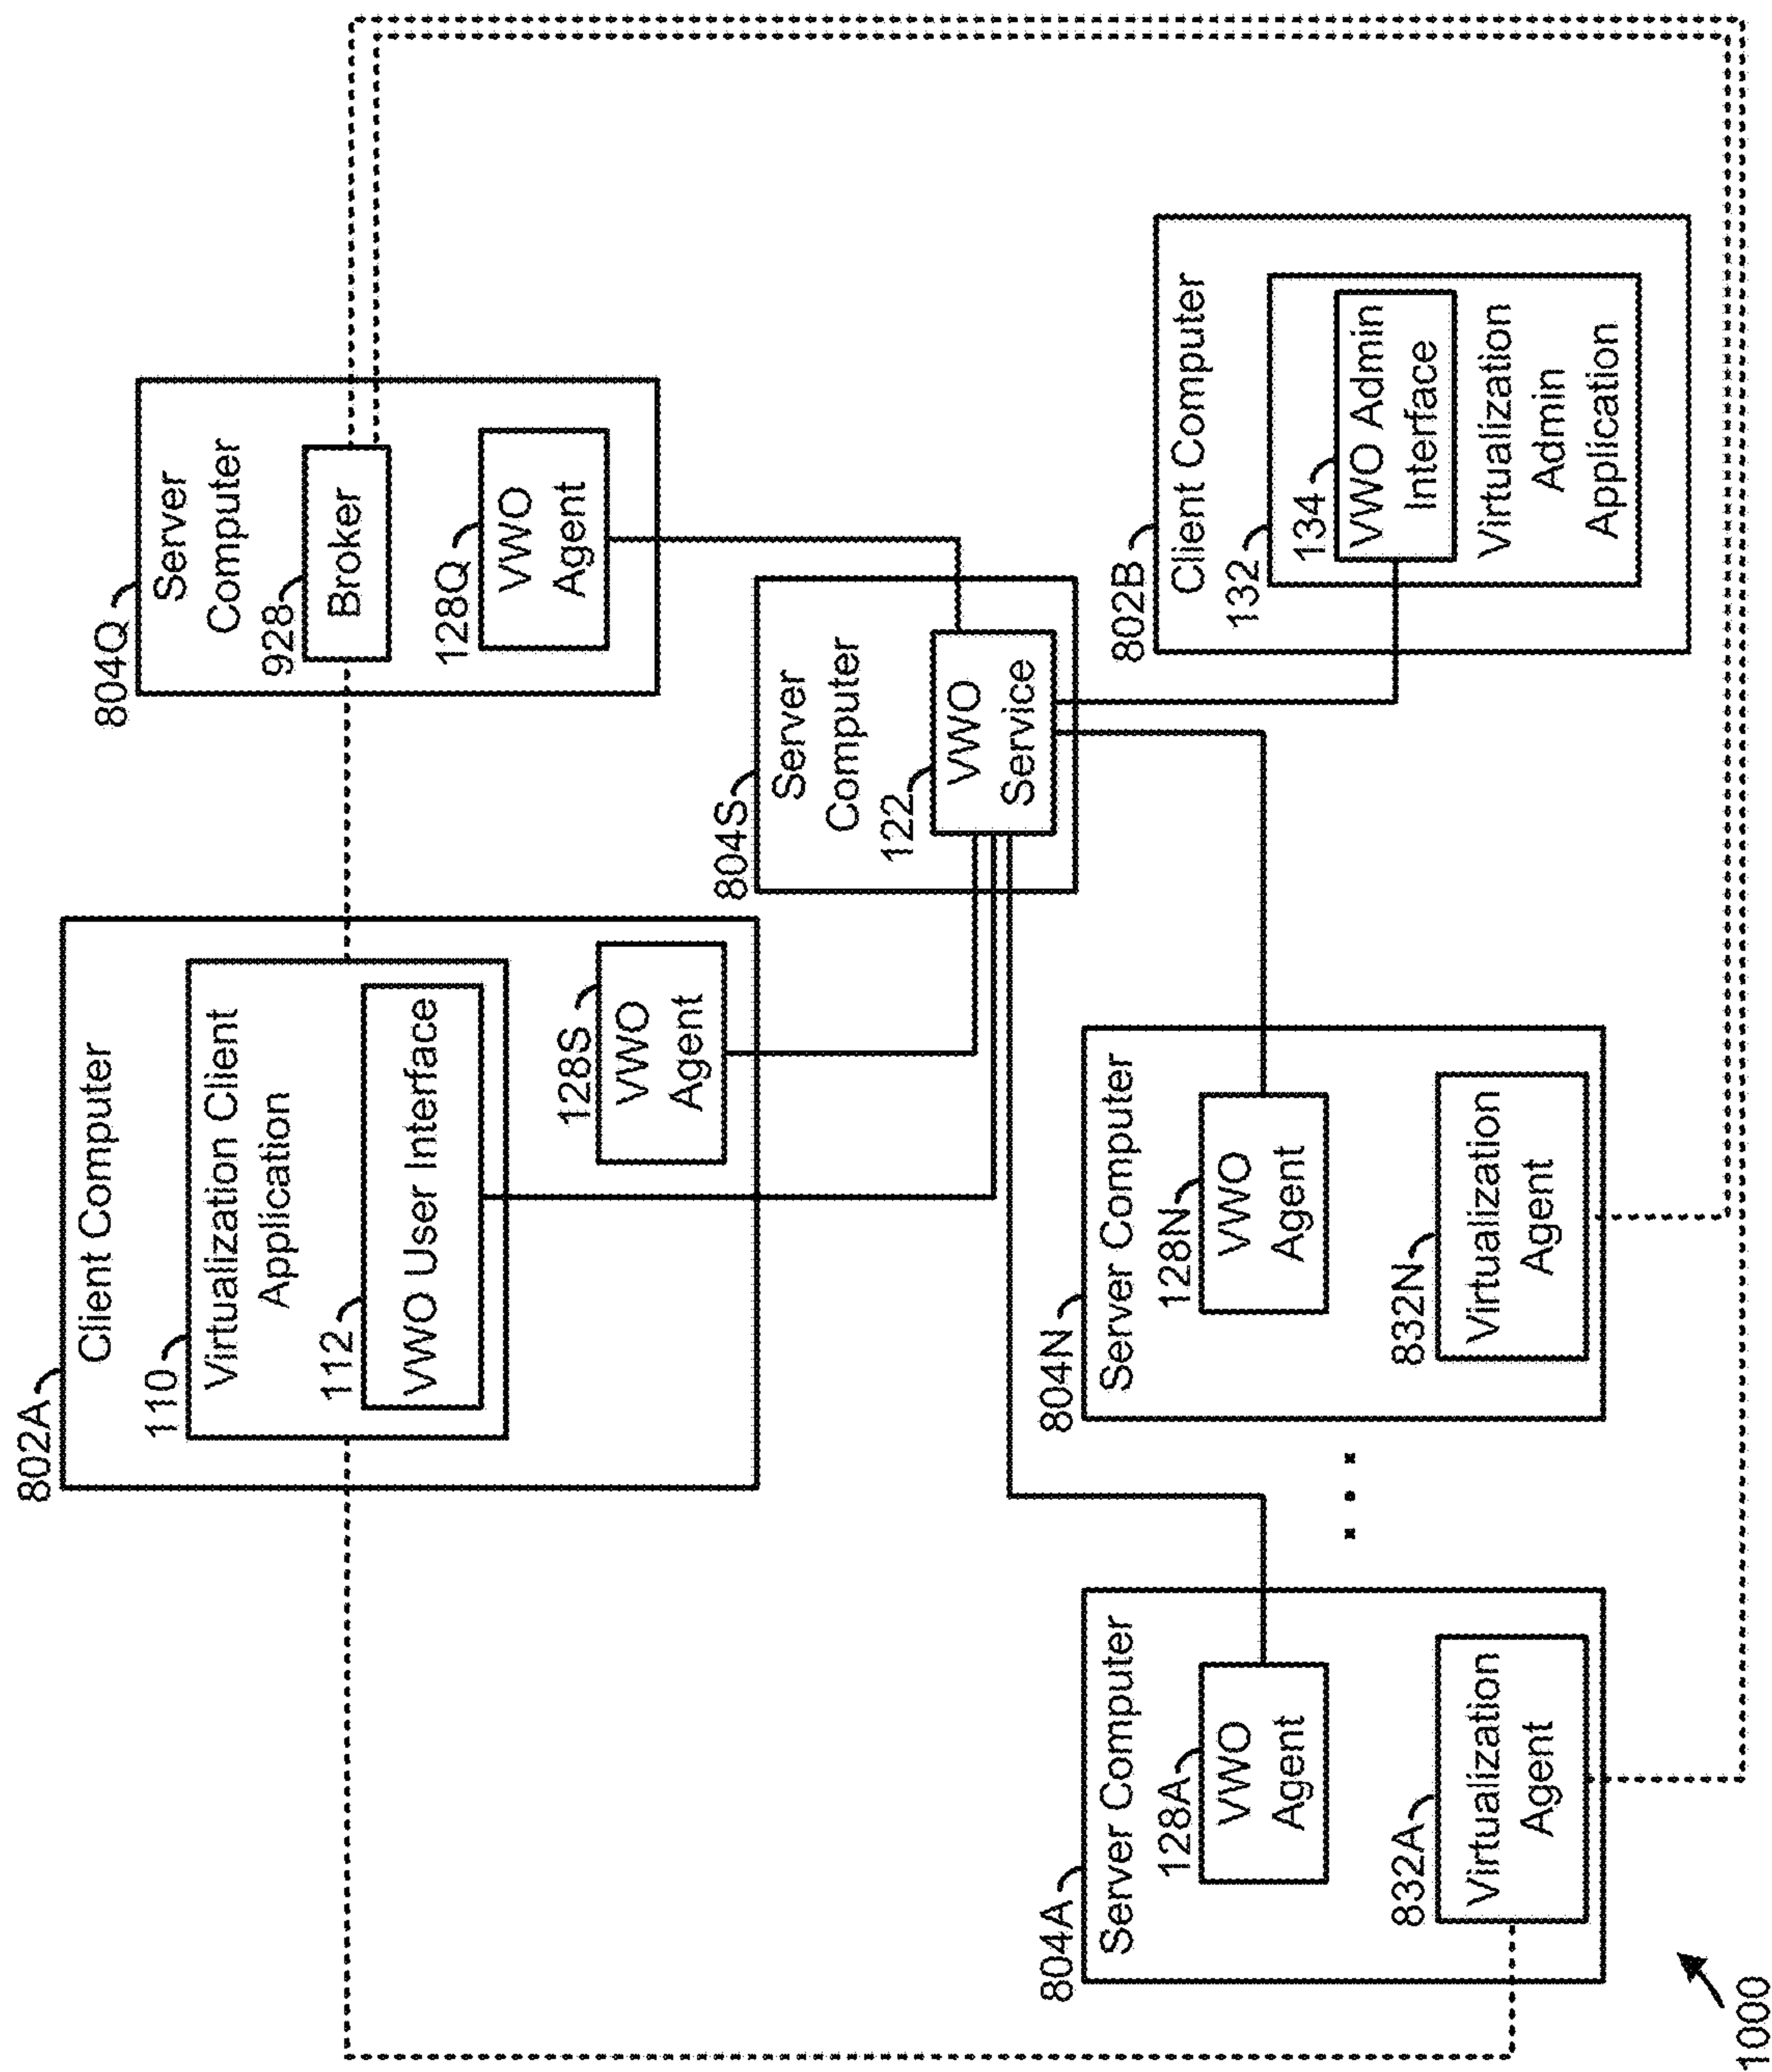 802A
Client Computer
110
Virtualization Client
Application
112
VWO User Interface
128S
VWO
Agent
804Q
Server
Computer
928
Broker
128Q
VWO
Agent
804S
Server
Computer
122
VWO
Service
804A
Server Computer
128A
VWO
Agent
832A
Virtualization
Agent
. . .
804N
Server Computer
128N
VWO
Agent
832N
Virtualization
Agent
802B
Client Computer
132
134
VWO Admin
Interface
Virtualization
Admin
Application
1000